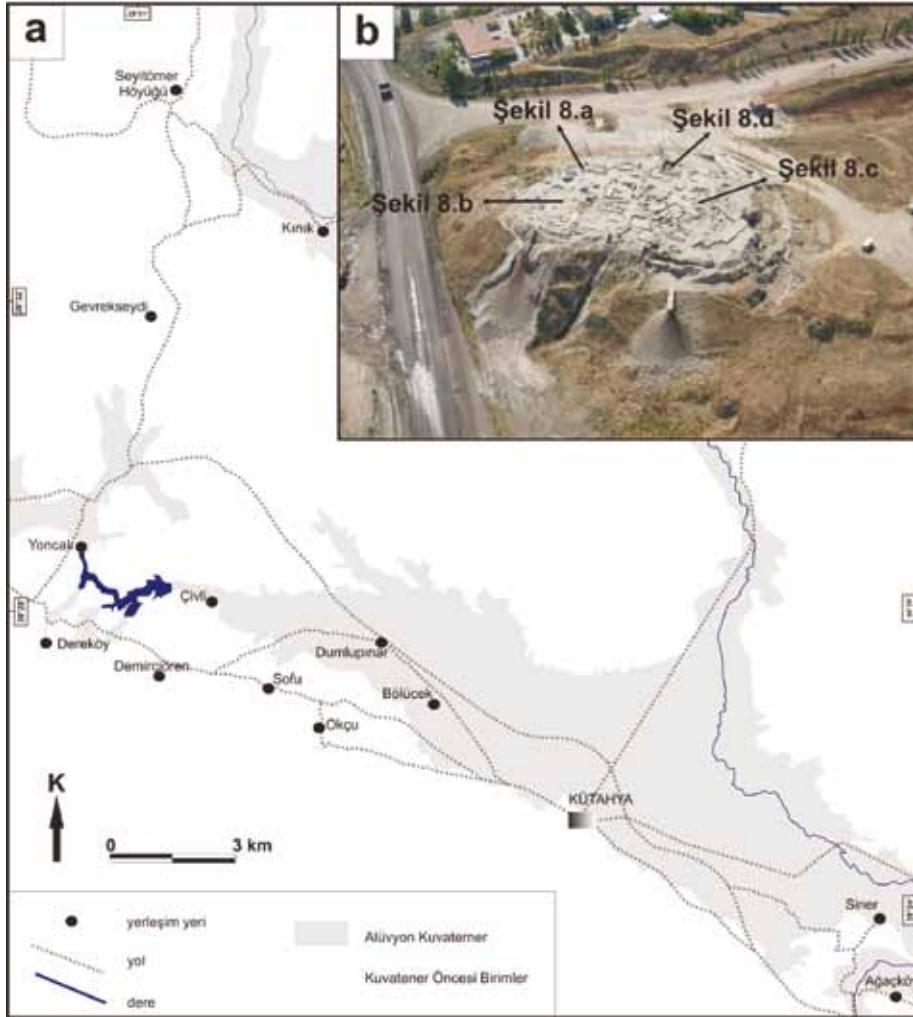 a
b
Seyitömer
Höyüğü
Kınık
Gevrekseydi
Şekil 8.a
Şekil 8.d
Şekil 8.c
Şekil 8.b
Yoncalı
Çivli
Dereköy
Demirciören
Sofu
Dumlupınar
Bölücek
Okçu
KÜTAHYA
Siner
Ağaçköy
K
0 3 km
yerleşim yeri
yol
dere
Alüvyon Kuvaterner
Kuvatener Öncesi Birimler